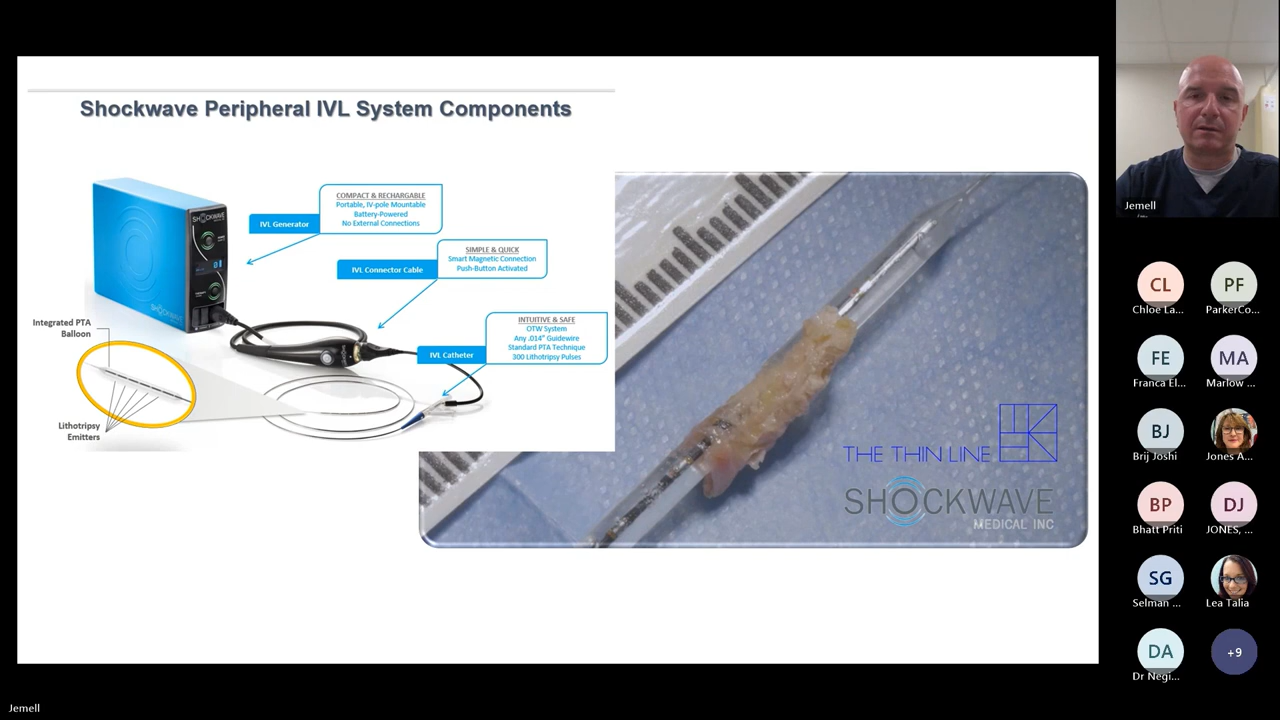 Shockwave Peripheral IVL System Components
COMPACT & RECHARGABLE
Portable, IV-pole Mountable
Battery-Powered
No External Connections
IVL Generator
SIMPLE & QUICK
Smart Magnetic Connection
Push-Button Activated
IVL Connector Cable
INTUITIVE & SAFE
OTW System
Any .014" Guidewire
Standard PTA Technique
300 Lithotripsy Pulses
IVL Catheter
Integrated PTA
Balloon
Lithotripsy
Emitters
SHOCKWAVE
SHOCKWAVE
THE THIN LINE
SHOCKWAVE
MEDICAL INC
Jemell
CL
Chloe La...
PF
ParkerCo...
FE
Franca El...
MA
Marlow ...
BJ
Brij Joshi
Jones A...
BP
Bhatt Priti
DJ
JONES, ...
SG
Selman ...
Lea Talia
DA
Dr Negi...
+9
Jemell